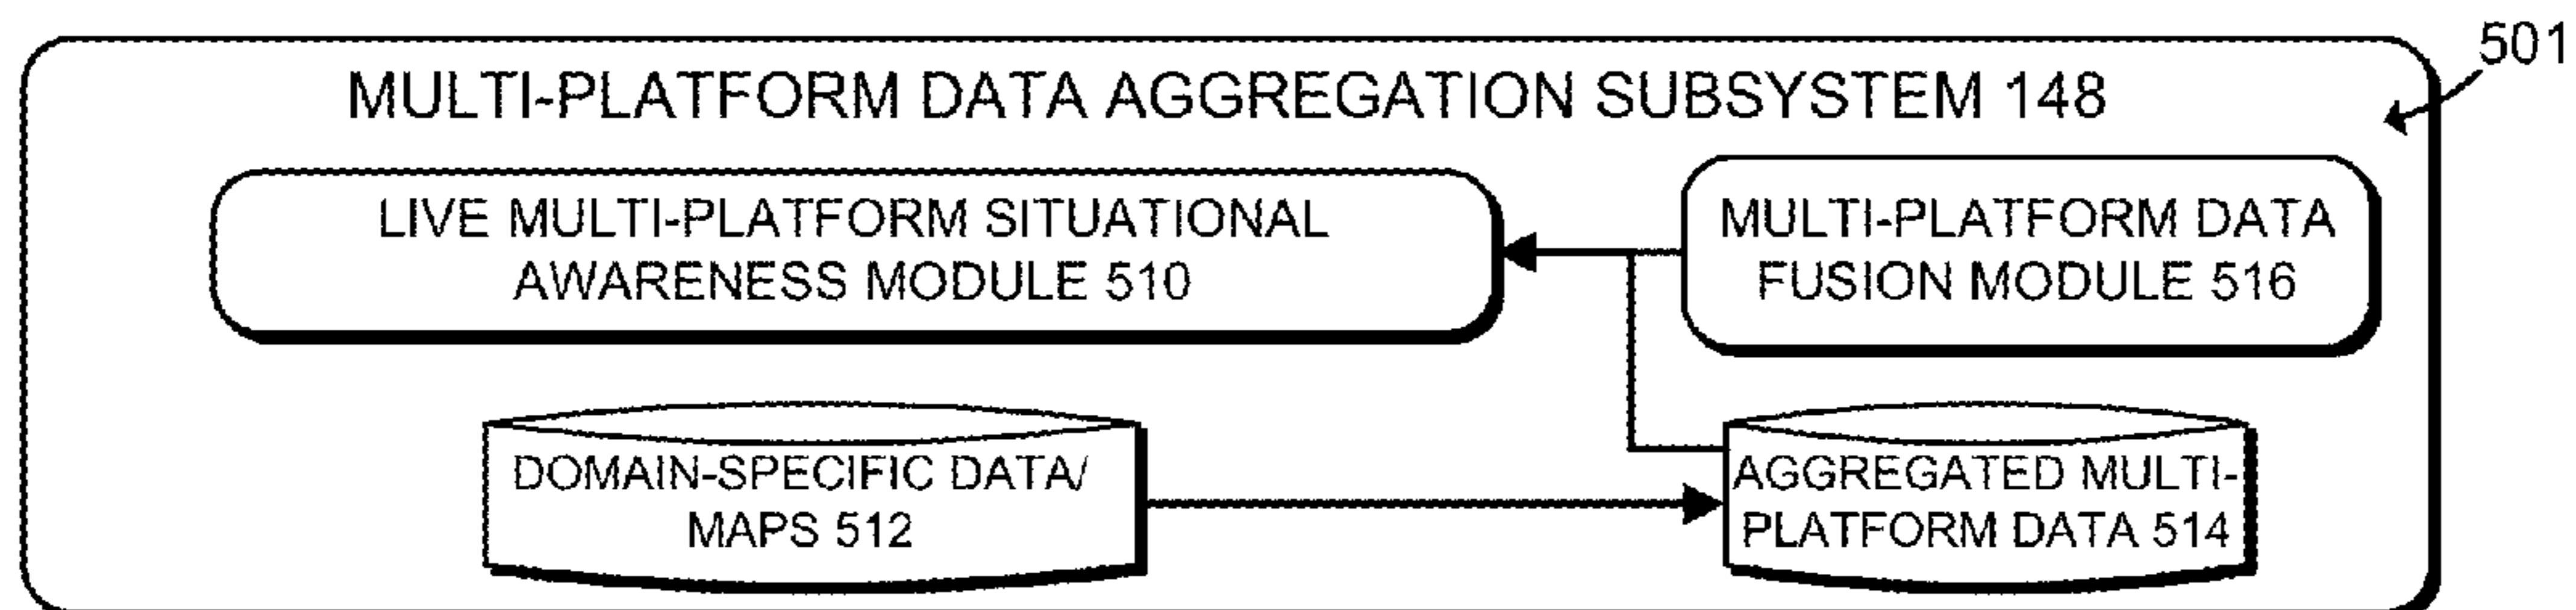 501
MULTI-PLATFORM DATA AGGREGATION SUBSYSTEM 148
LIVE MULTI-PLATFORM SITUATIONAL
AWARENESS MODULE 510
MULTI-PLATFORM DATA
FUSION MODULE 516
DOMAIN-SPECIFIC DATA/
MAPS 512
AGGREGATED MULTI-
PLATFORM DATA 514